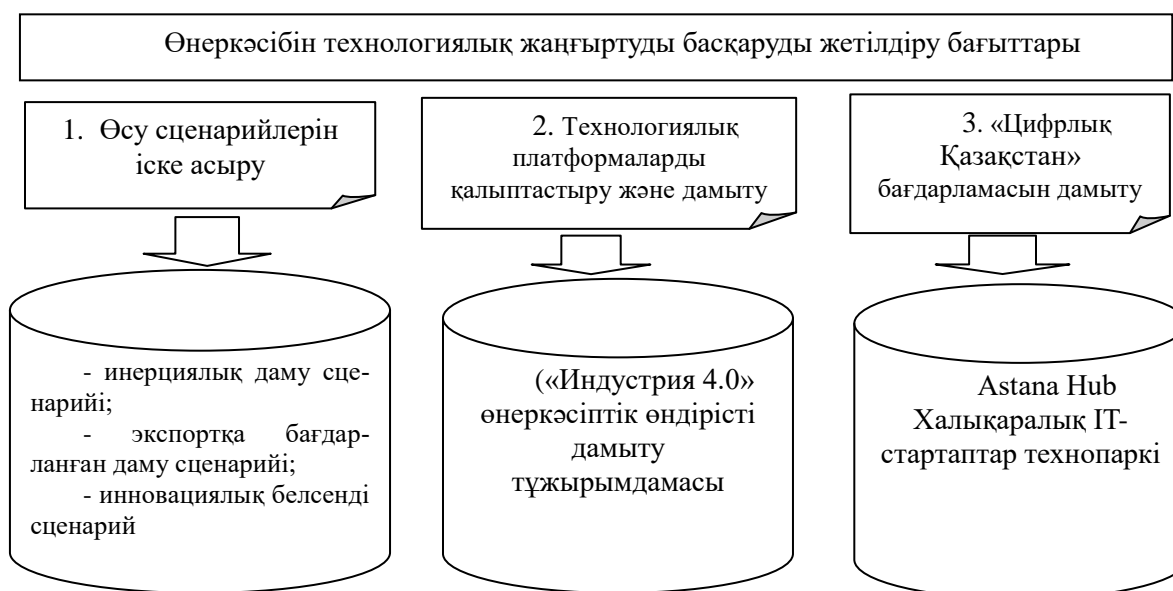 Өнеркәсібін технологиялық жаңғыртуды басқаруды жетілдіру бағыттары
1. Өсу сценарийлерін
іске асыру
2. Технологиялық
платформаларды
қалыптастыру және дамыту
3. «Цифрлық
Қазақстан»
бағдарламасын дамыту
- инерциялық даму сце-
нарийі;
- экспортқа бағдар-
ланған даму сценарийі;
- инновациялық белсенді
сценарий
(«Индустрия 4.0»
өнеркәсіптік өндірісті
дамыту
тұжырымдамасы
Astana Hub
Халықаралық IT-
стартаптар технопаркі